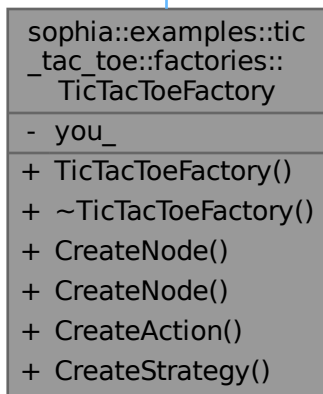 sophia::examples::tic
_tac_toe::factories::
TicTacToeFactory
- you_
+ TicTacToeFactory()
+ ~TicTacToeFactory()
+ CreateNode()
+ CreateNode()
+ CreateAction()
+ CreateStrategy()